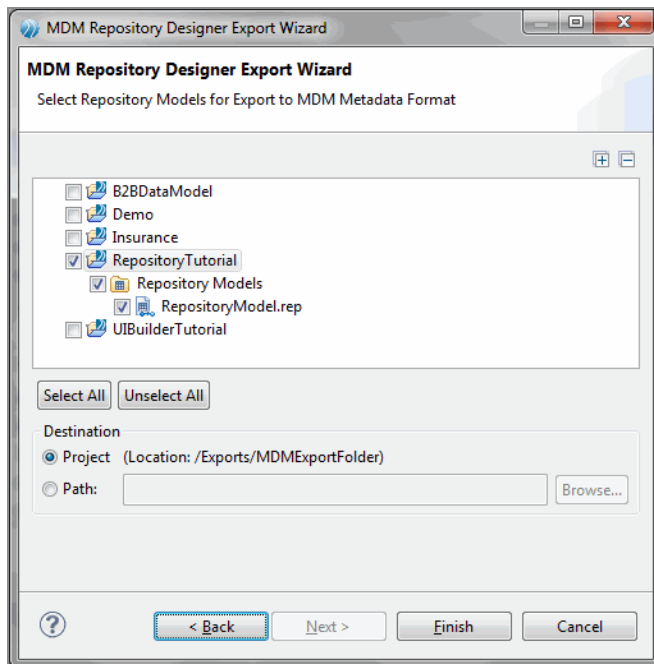 MDM Repository Designer Export Wizard
MDM Repository Designer Export Wizard
Select Repository Models for Export to MDM Metadata Format
B2BDataModel
Demo
Insurance
RepositoryTutorial
Repository Models
RepositoryModel.rep
UIBuilderTutorial
Select All Unselect All
Destination
Project (Location: /Exports/MDMExportFolder)
Path: Browse...
? < Back Next > Finish Cancel